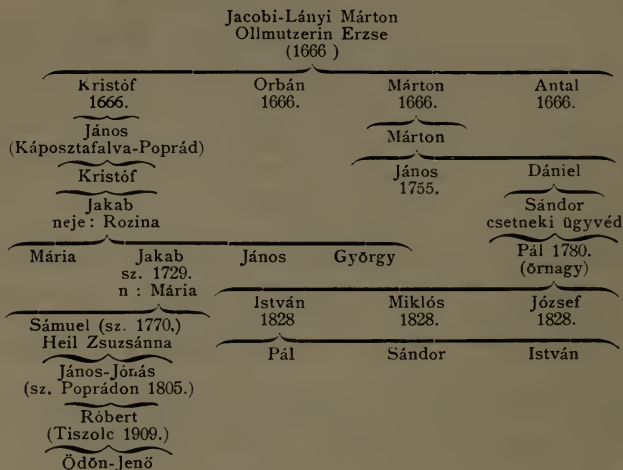 Jacobi-Lányi Márton
Ollmutzerin Erzse
(1666 )
Kristóf Orbán Márton Antal
1666. 1666. 1666. 1666.
János Márton
(Káposztafalva-Poprád)
Kristóf János Dániel
1755.
Jakab Sándor
neje: Rozina csetneki ügyvéd
Mária Jakab János György Pál 1780.
sz. 1729. (őrnagy)
n : Mária
István Miklós József
1828 1828. 1828.
Sámuel (sz. 1770,)
Heil Zsuzsánna
Pál Sándor István
János-Jónás
(sz. Poprádon 1805.)
Róbert
(Tiszolc 1909.)
Ödön-Jenő